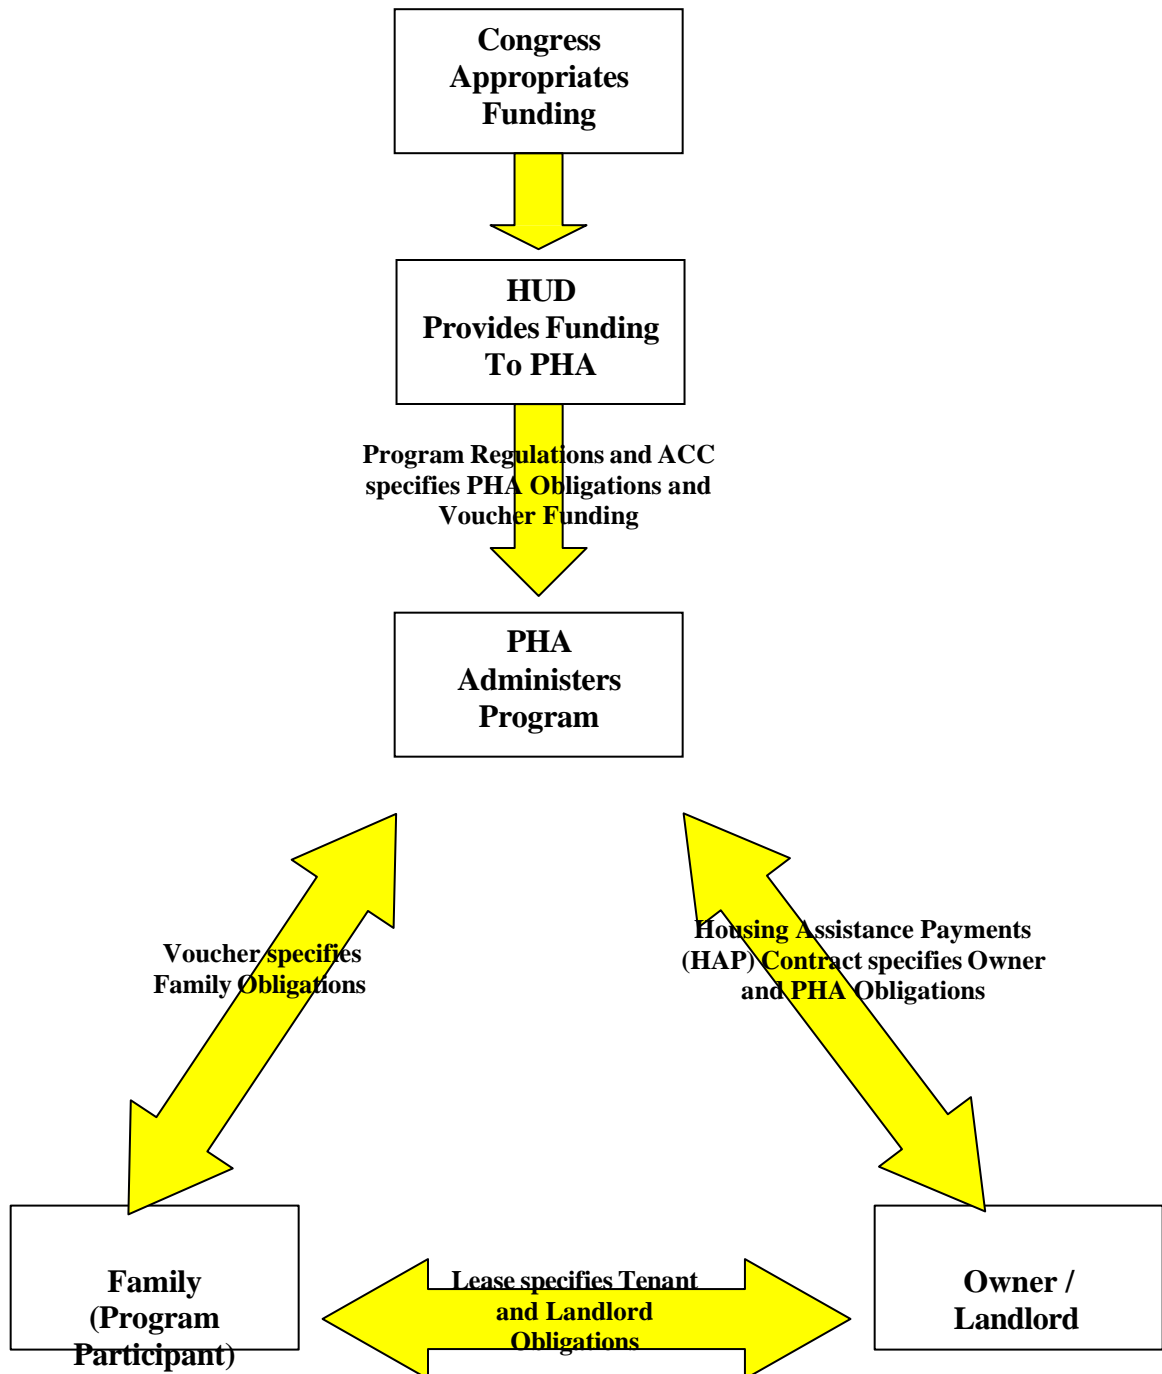 Congress
Appropriates
Funding
HUD
Provides Funding
To PHA
Program Regulations and ACC
specifies PHA Obligations and
Voucher Funding
PHA
Administers
Program
Voucher specifies
Family Obligations
Housing Assistance Payments
(HAP) Contract specifies Owner
and PHA Obligations
Family
(Program
Participant)
Lease specifies Tenant
and Landlord
Obligations
Owner /
Landlord